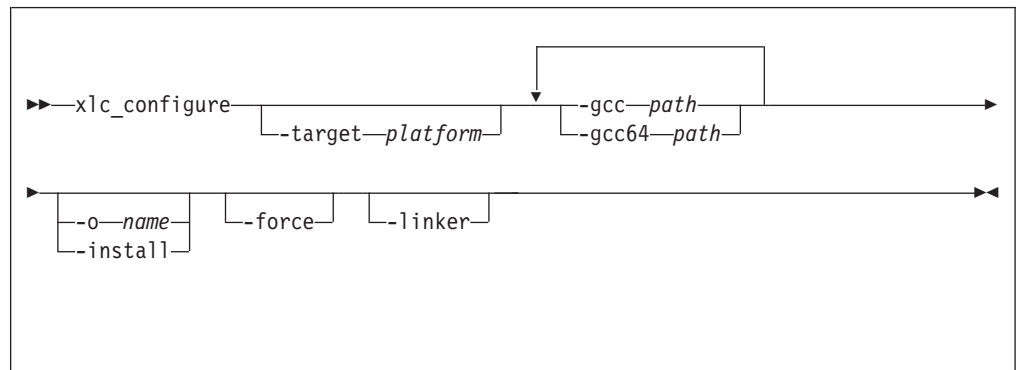 xlc_configure -gcc path
-target platform -gcc64 path
-o name -force -linker
-install